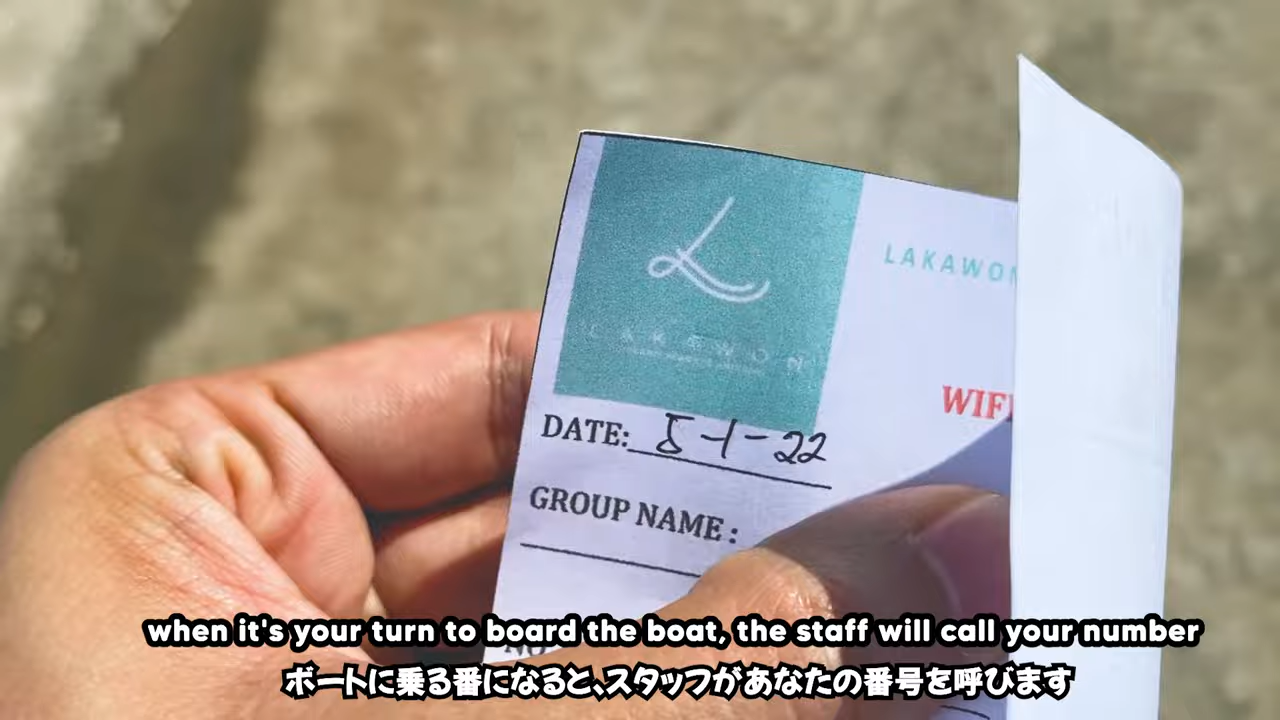 L
LAKAWON
LAKAWON
WIFI
DATE: 5-1-22
GROUP NAME :
NO
when it's your turn to board the boat, the staff will call your number
ボートに乗る番になると、スタッフがあなたの番号を呼びます